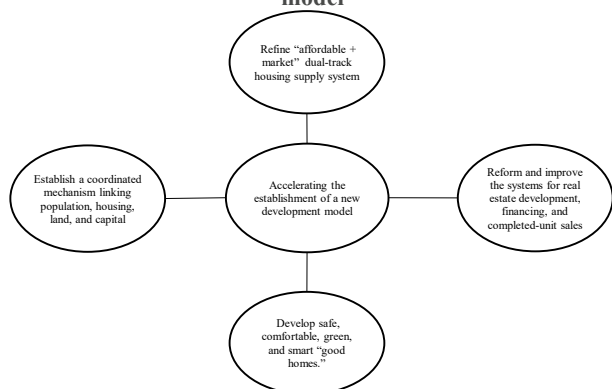 model
Refine “affordable +
market” dual-track
housing supply system
Establish a coordinated
mechanism linking
population, housing,
land, and capital
Accelerating the
establishment of a new
development model
Reform and improve
the systems for real
estate development,
financing, and
completed-unit sales
Develop safe,
comfortable, green,
and smart “good
homes.”